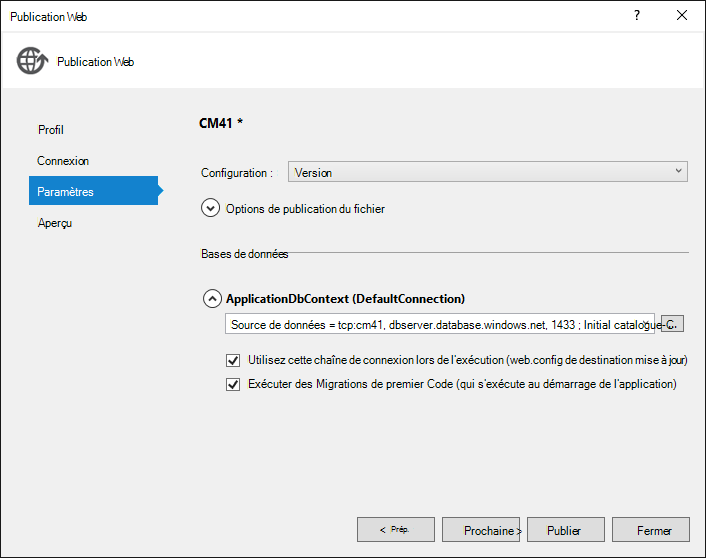 Publication Web
?
Publication Web
Profil
Connexion
Paramètres
Aperçu
CM41 *
Configuration :
Version
Options de publication du fichier
Bases de données
ApplicationDbContext (DefaultConnection)
Source de données = tcp:cm41, dbserver.database.windows.net, 1433 ; Initial catalogue-C.
Utilisez cette chaîne de connexion lors de l'exécution (web.config de destination mise à jour)
Exécuter des Migrations de premier Code (qui s'exécute au démarrage de l'application)
< Prép.
Prochaine >
Publier
Fermer